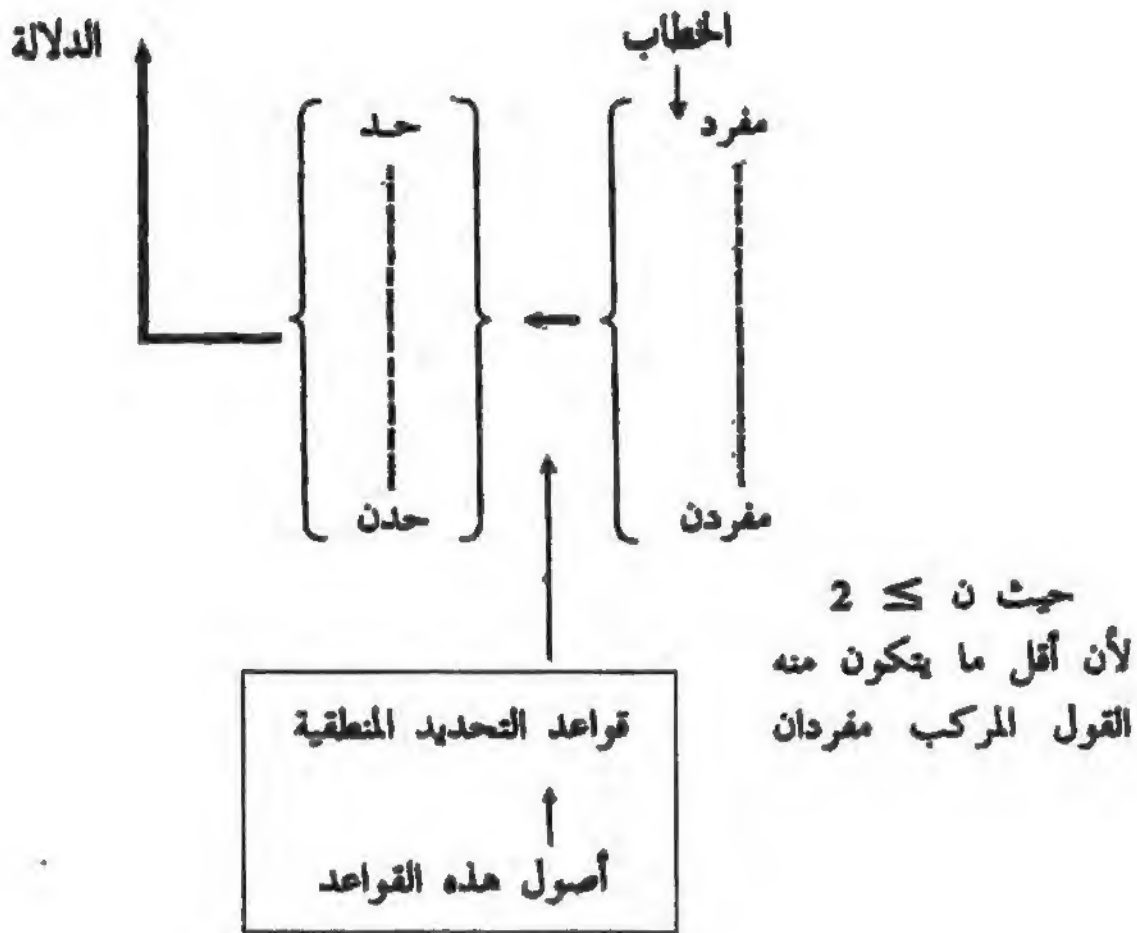 الخطاب
الدلالة
مفرد
حد
مفردن
حدن
حيث ن ≥ 2
لأن أقل ما يتكون منه
القول المركب مفردان
قواعد التحديد المنطقية
أصول هذه القواعد